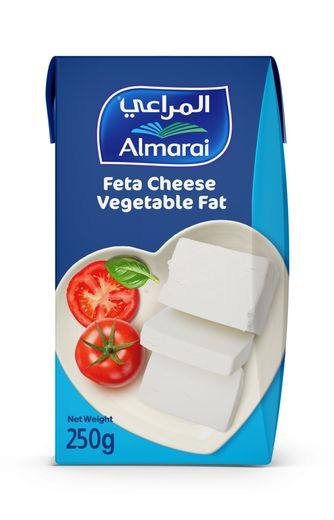 المراعي
Almarai
Feta Cheese
Vegetable Fat
Net Weight
250g